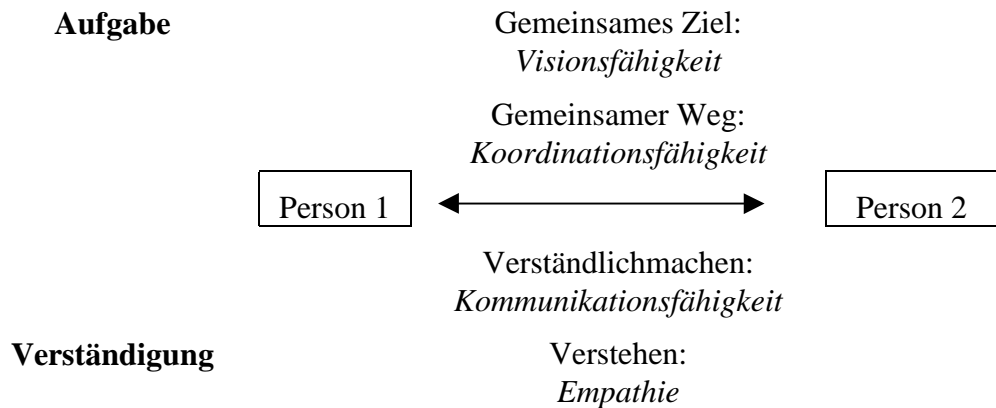 Aufgabe Gemeinsames Ziel:
Visionsfähigkeit
Gemeinsamer Weg:
Koordinationsfähigkeit
Person 1 Person 2
Verständlichmachen:
Kommunikationsfähigkeit
Verständigung Verstehen:
Empathie